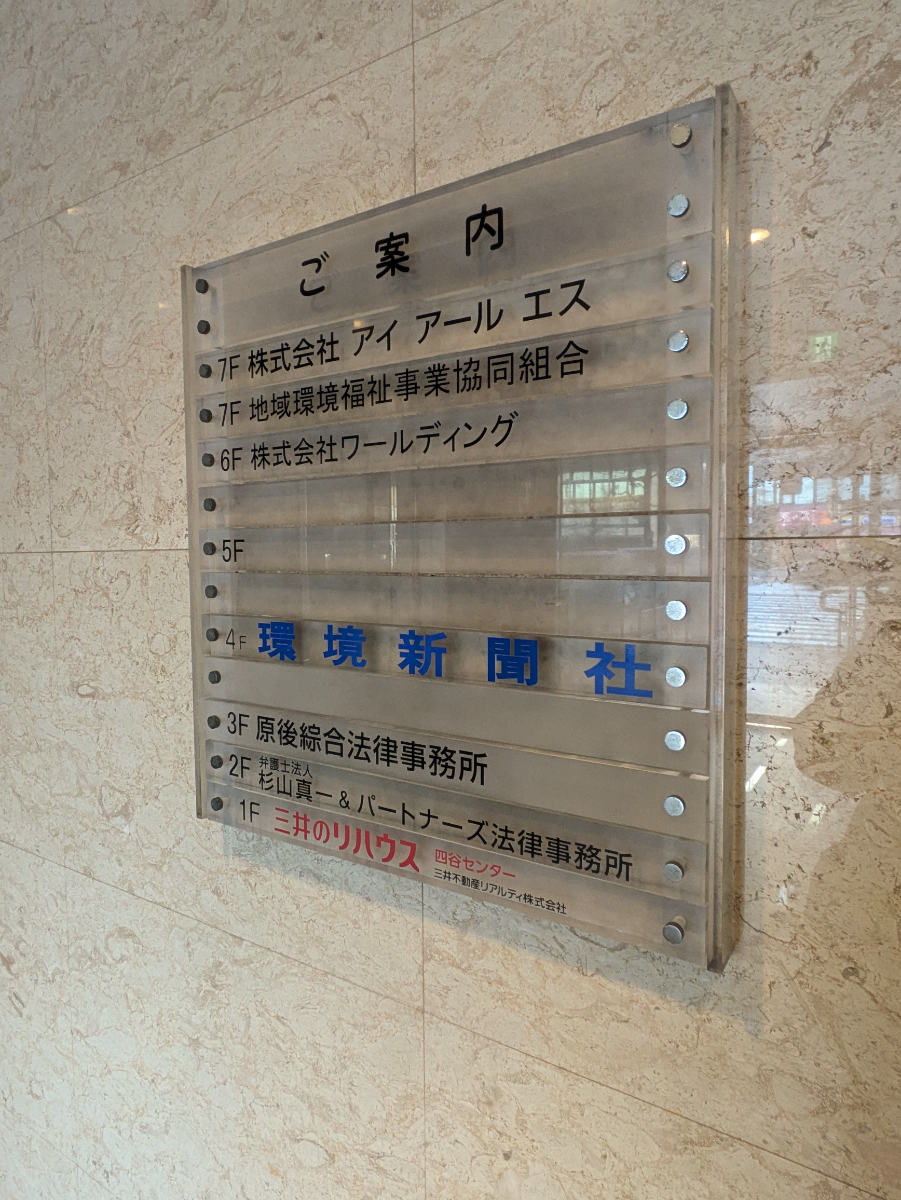 ご案内
7F 株式会社 アイ アール エス
7F 地域環境福祉事業協同組合
6F 株式会社ワールディング
5F
4F 環境新聞社
3F 原後綜合法律事務所
2F 弁護士法人
杉山真一 & パートナーズ法律事務所
1F 三井のリハウス 四谷センター
三井不動産リアルティ株式会社